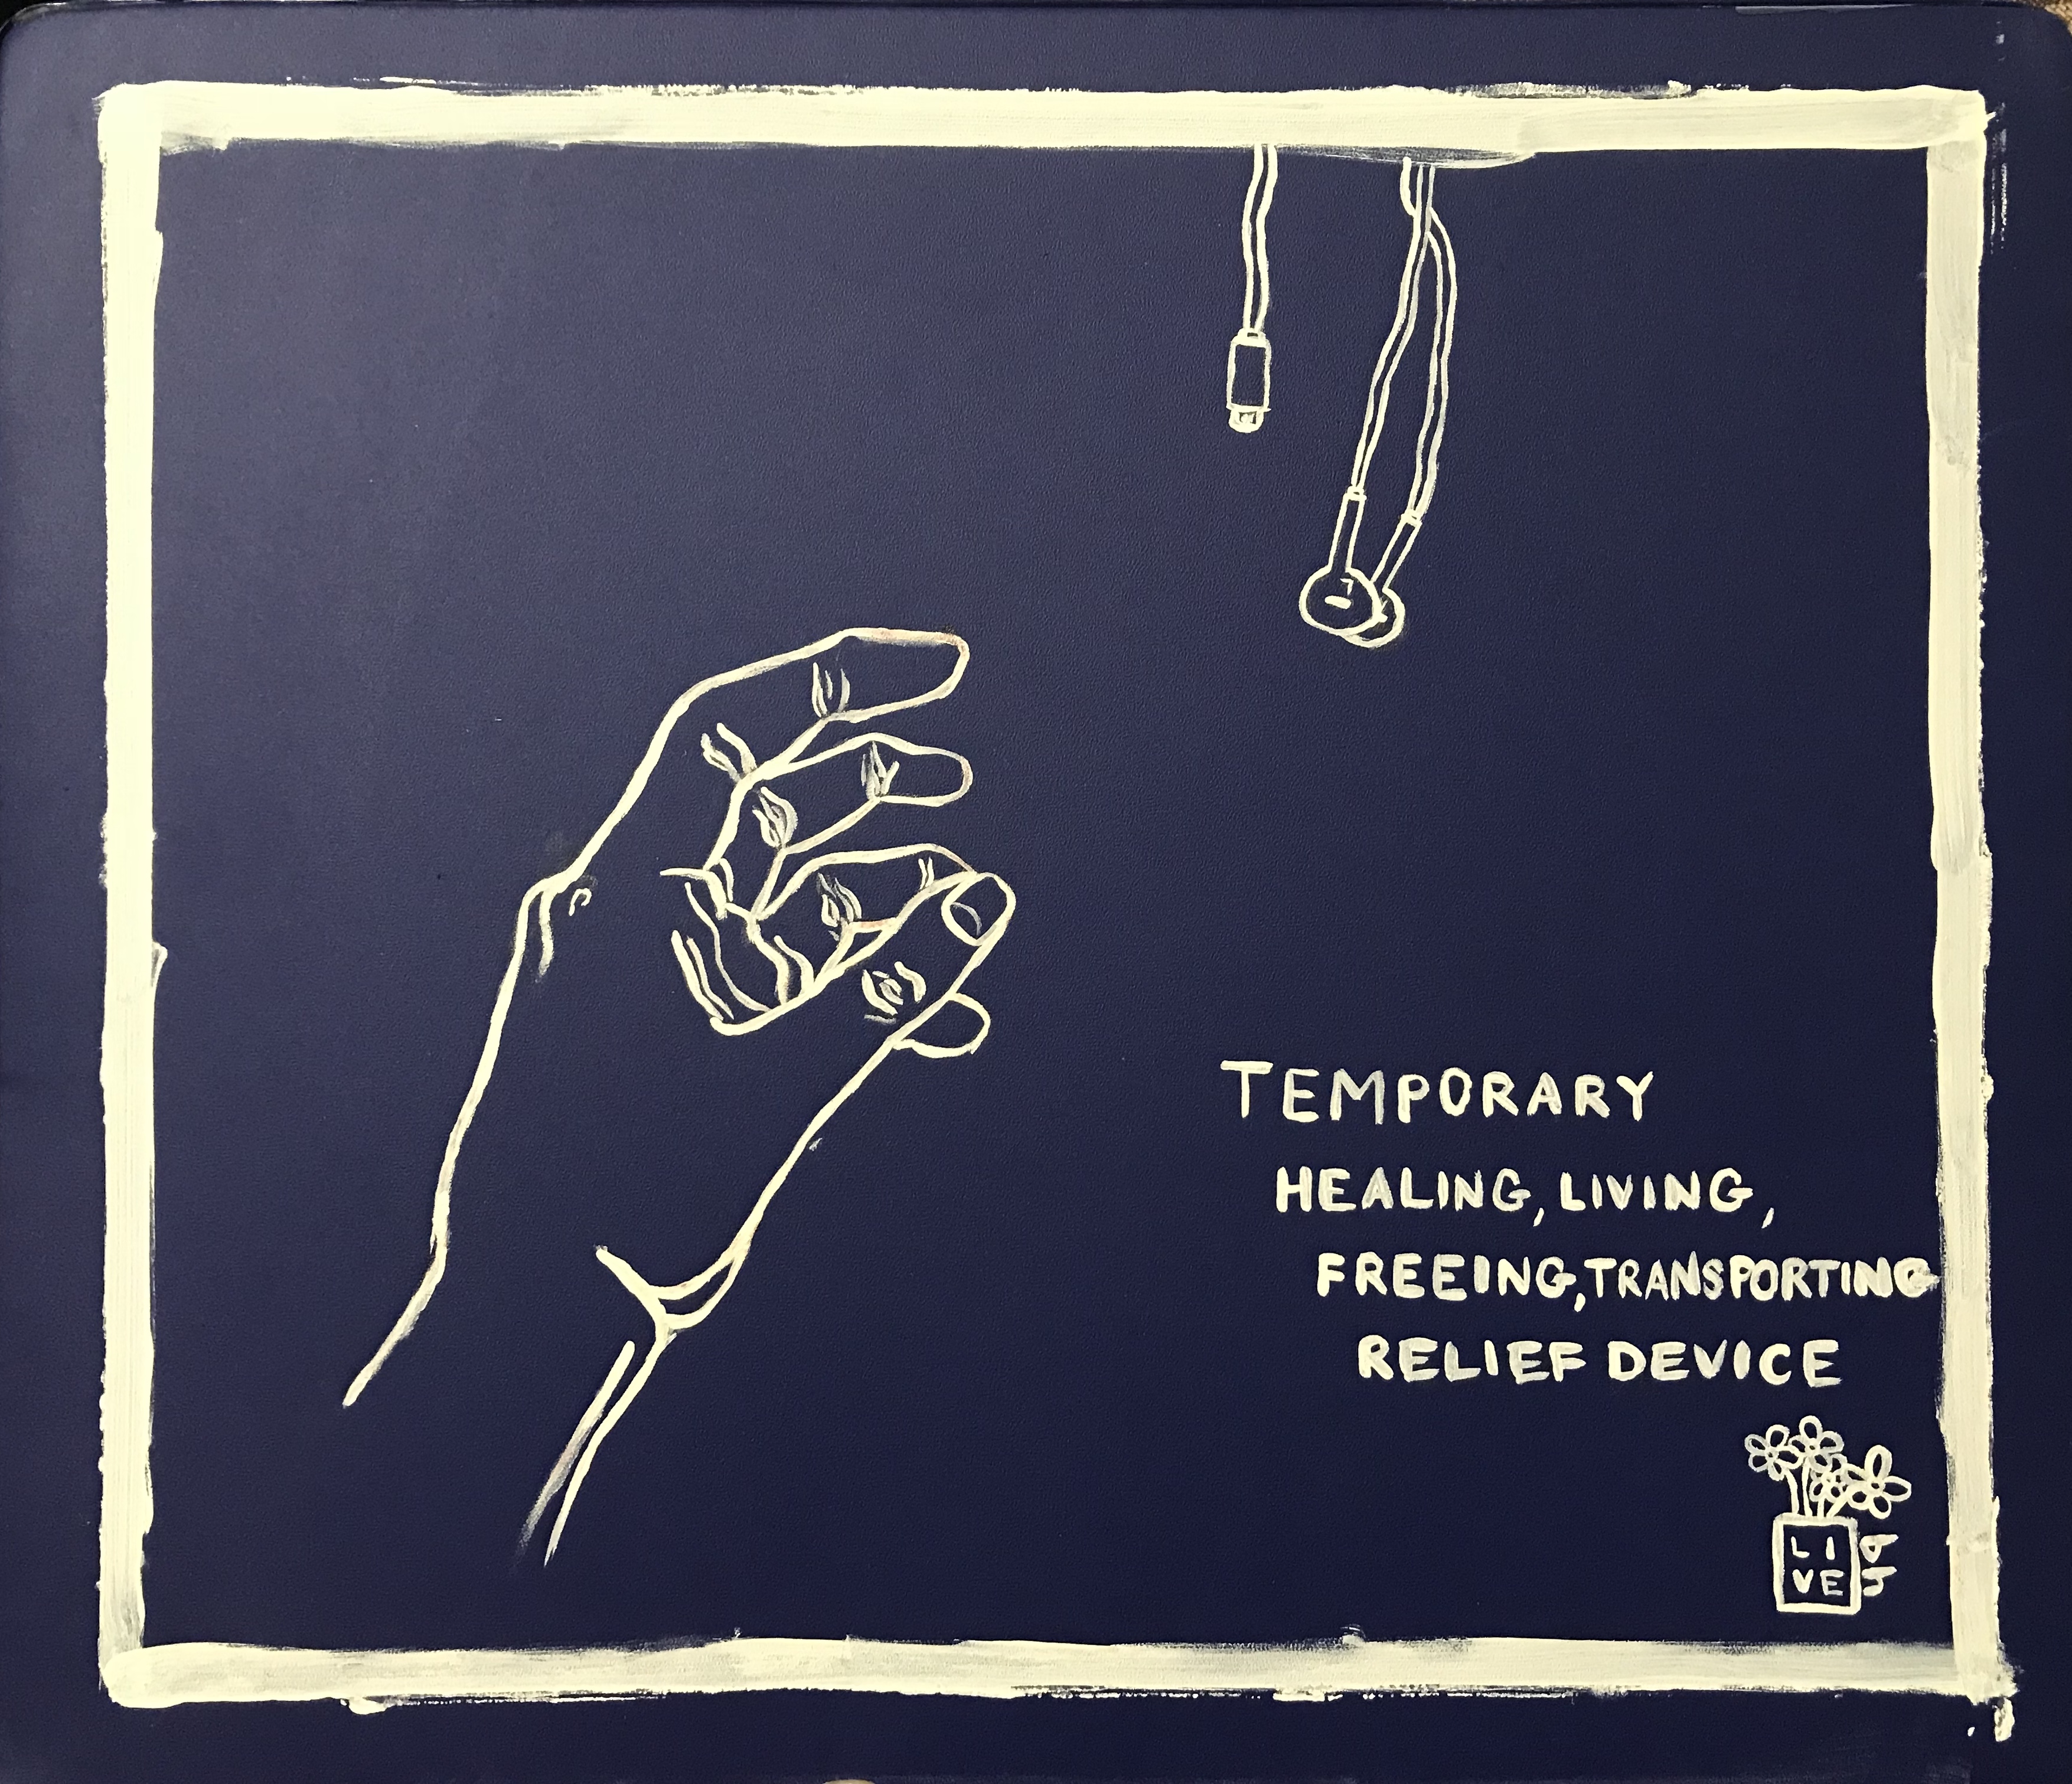 TEMPORARY
HEALING, LIVING,
FREEING, TRANSPORTING
RELIEF DEVICE
LI
VE